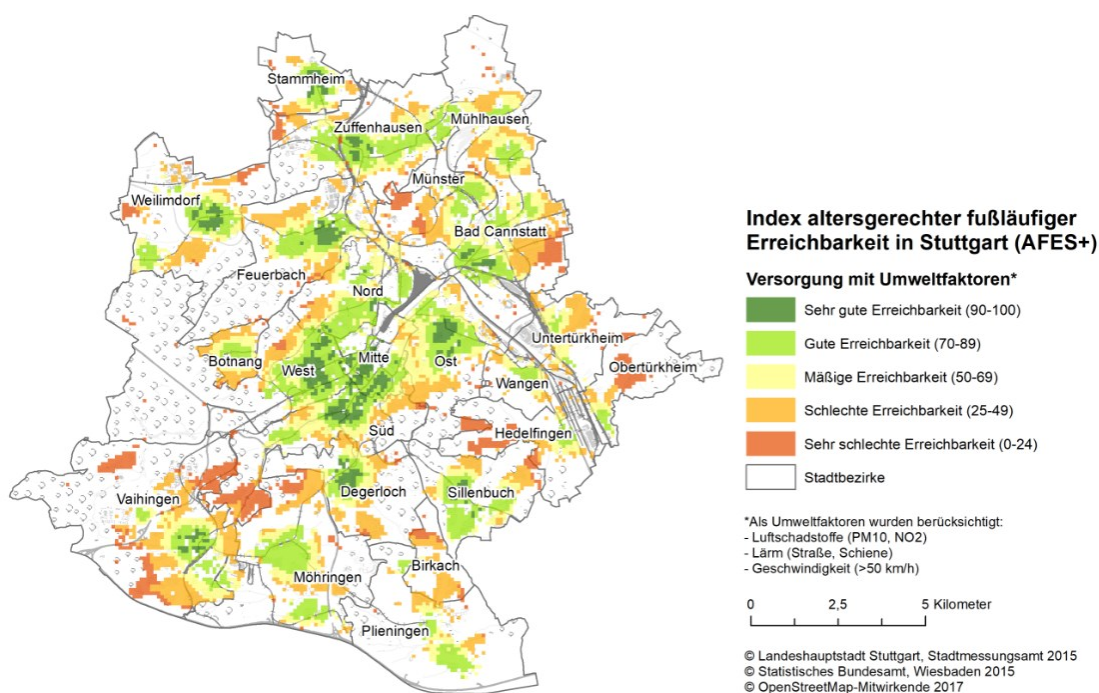 Stammheim
Zuffenhausen
Mühlhausen
Münster
Weilimdorf
Bad Cannstatt
Feuerbach
Nord
Untertürkheim
Botnang
West
Mitte
Ost
Obertürkheim
Wangen
Süd
Hedelfingen
Vaihingen
Degerloch
Sillenbuch
Möhringen
Birkach
Plieningen
Index altersgerechter fußläufiger
Erreichbarkeit in Stuttgart (AFES+)
Versorgung mit Umweltfaktoren*
Sehr gute Erreichbarkeit (90-100)
Gute Erreichbarkeit (70-89)
Mäßige Erreichbarkeit (50-69)
Schlechte Erreichbarkeit (25-49)
Sehr schlechte Erreichbarkeit (0-24)
Stadtbezirke
*Als Umweltfaktoren wurden berücksichtigt:
- Luftschadstoffe (PM10, NO2)
- Lärm (Straße, Schiene)
- Geschwindigkeit (>50 km/h)
0 2,5 5 Kilometer
© Landeshauptstadt Stuttgart, Stadtmessungsamt 2015
© Statistisches Bundesamt, Wiesbaden 2015
© OpenStreetMap-Mitwirkende 2017